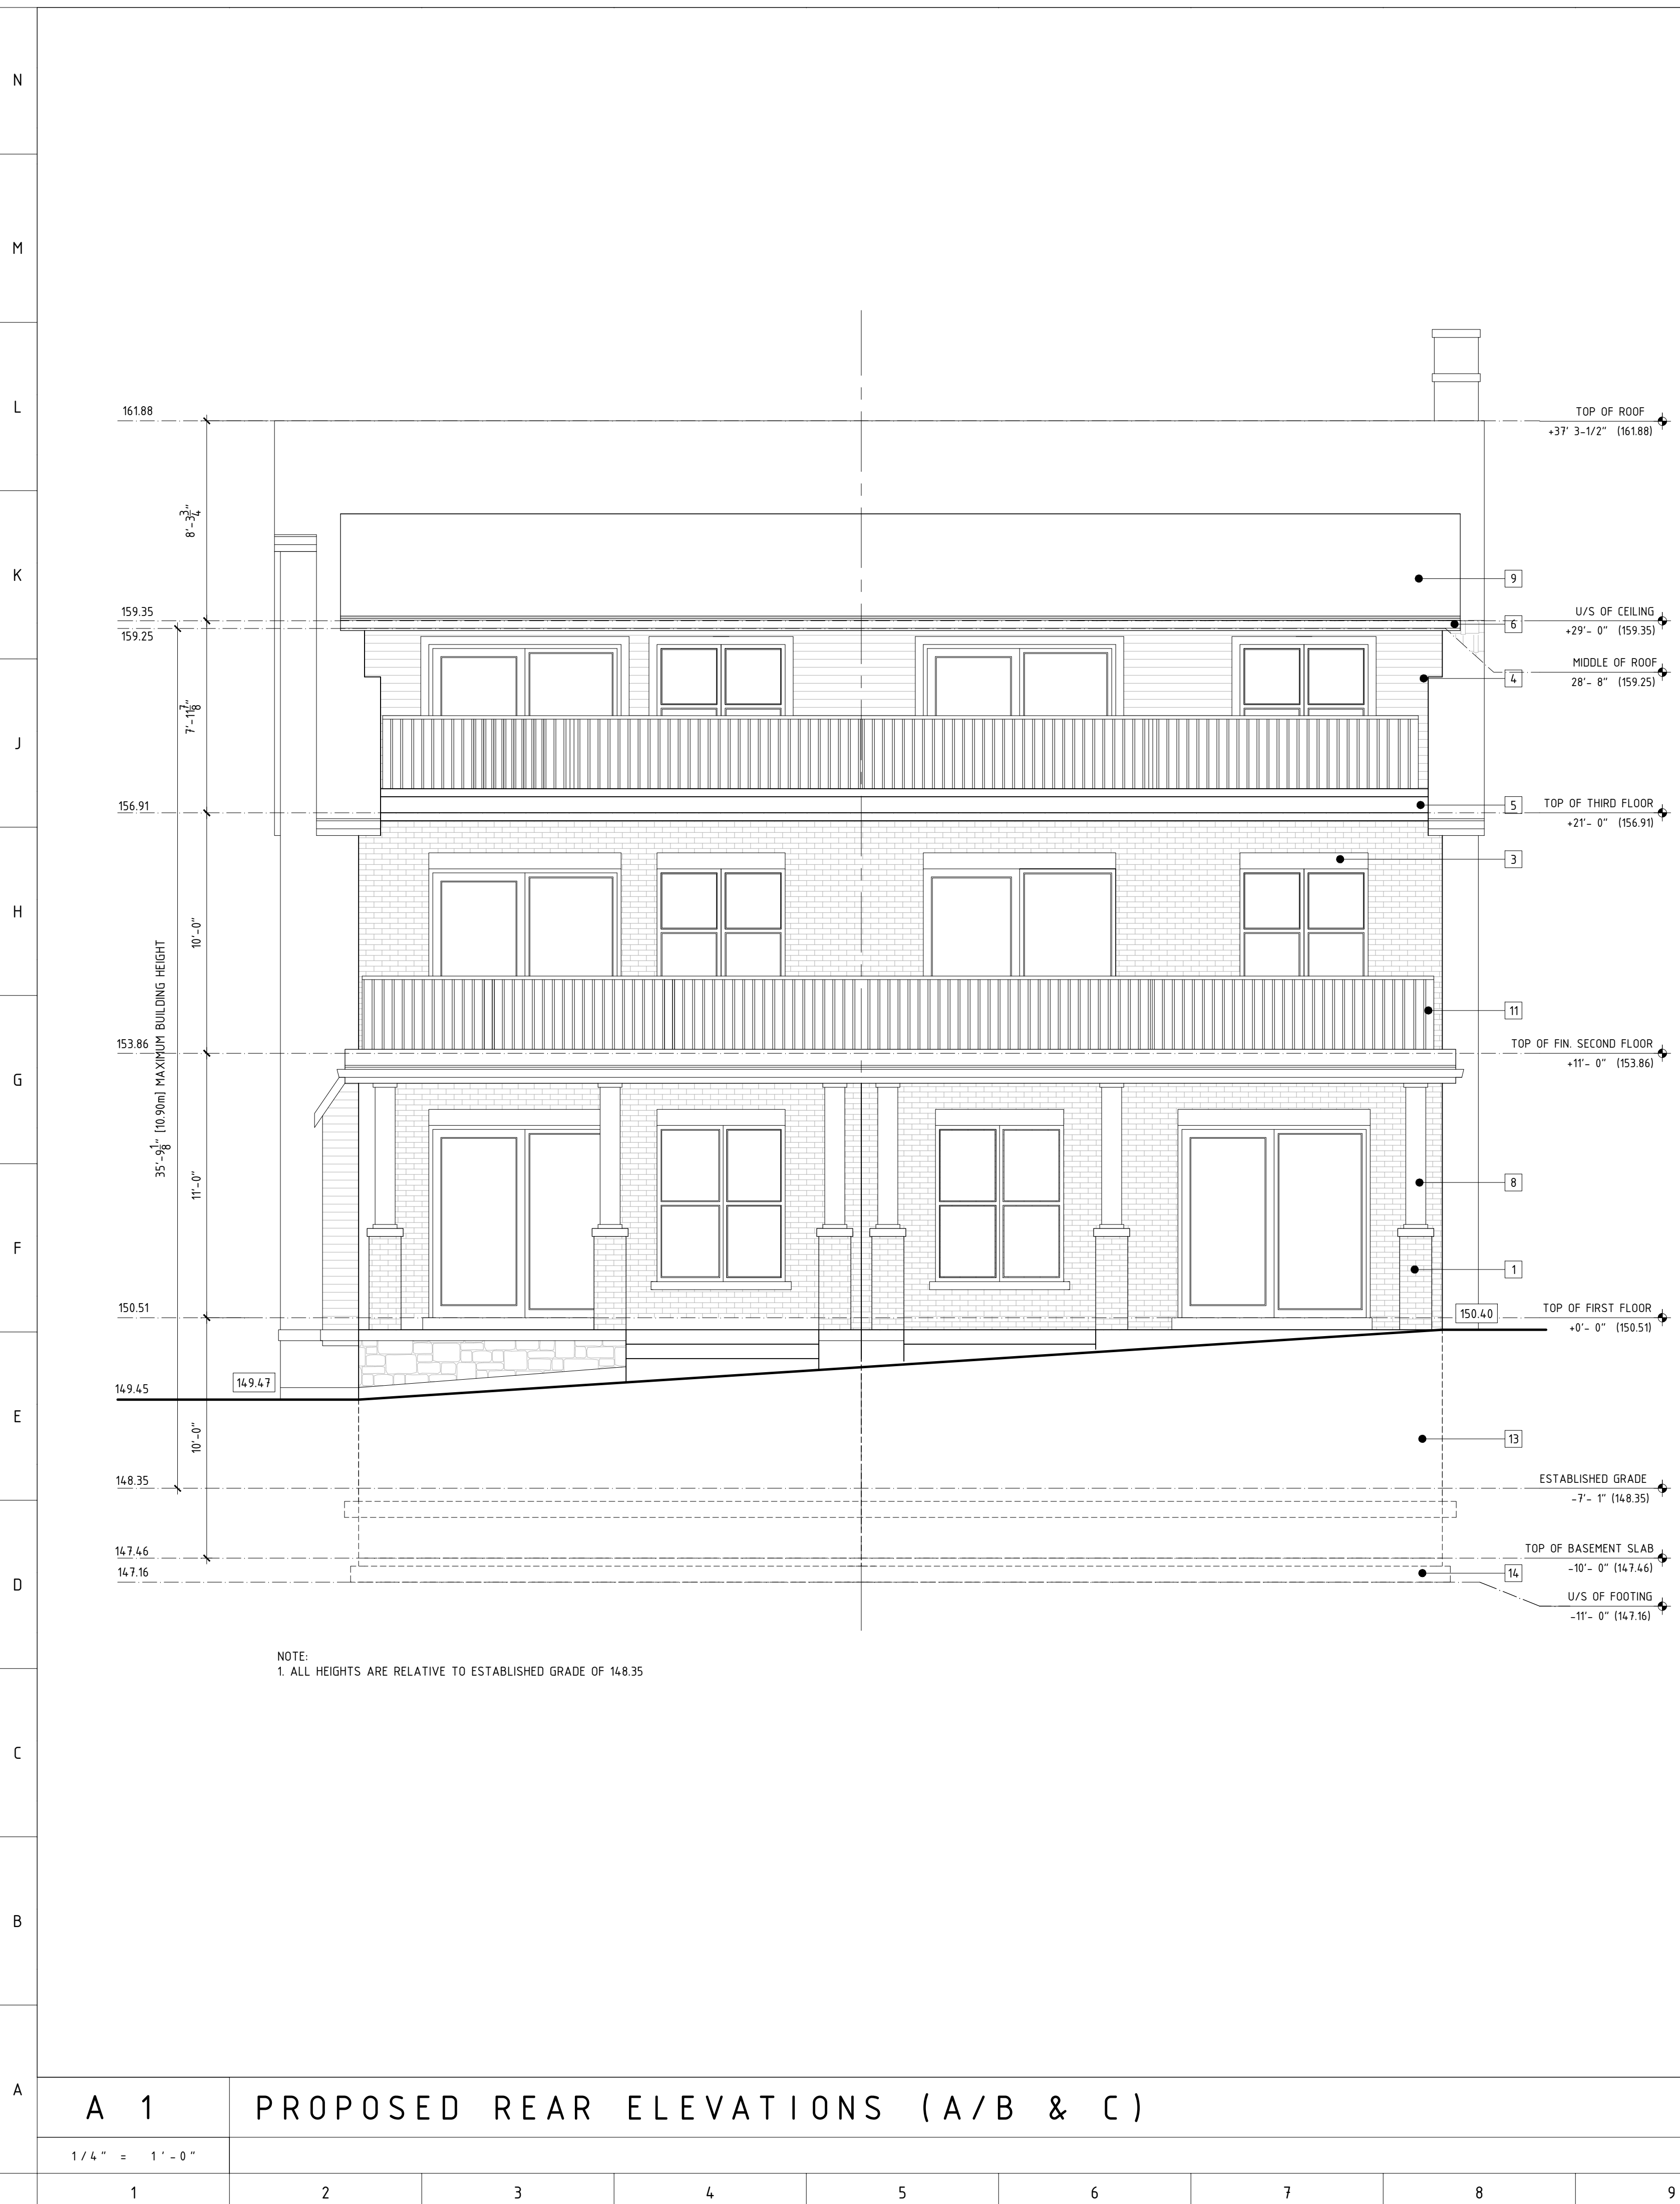 N
M
L
K
J
H
G
F
E
D
C
B
A
161.88
TOP OF ROOF
+37' 3-1/2" (161.88)
8'-3 3/4"
9
159.35
U/S OF CEILING
+29'- 0" (159.35)
6
159.25
MIDDLE OF ROOF
28'- 8" (159.25)
4
7'-11 7/8"
156.91
5
TOP OF THIRD FLOOR
+21'- 0" (156.91)
3
10'-0"
35'-9 1/8" [10.90m] MAXIMUM BUILDING HEIGHT
11
153.86
TOP OF FIN. SECOND FLOOR
+11'- 0" (153.86)
11'-0"
8
1
150.51
150.40
TOP OF FIRST FLOOR
+0'- 0" (150.51)
149.47
149.45
10'-0"
13
148.35
ESTABLISHED GRADE
-7'- 1" (148.35)
147.46
TOP OF BASEMENT SLAB
-10'- 0" (147.46)
147.16
14
U/S OF FOOTING
-11'- 0" (147.16)
NOTE:
1. ALL HEIGHTS ARE RELATIVE TO ESTABLISHED GRADE OF 148.35
A 1
PROPOSED REAR ELEVATIONS (A/B & C)
1/4" = 1'-0"
1 2 3 4 5 6 7 8 9